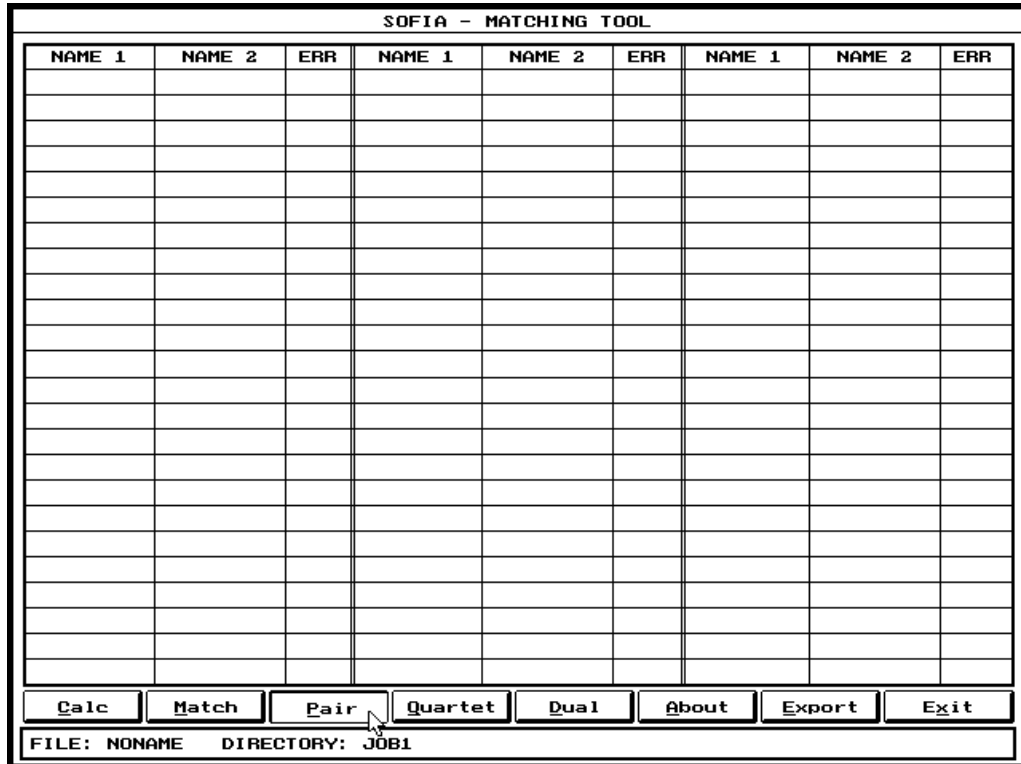 SOFIA - MATCHING TOOL
NAME 1 NAME 2 ERR NAME 1 NAME 2 ERR NAME 1 NAME 2 ERR
Calc Match Pair Quartet Dual About Export Exit
FILE: NONAME DIRECTORY: JOB1